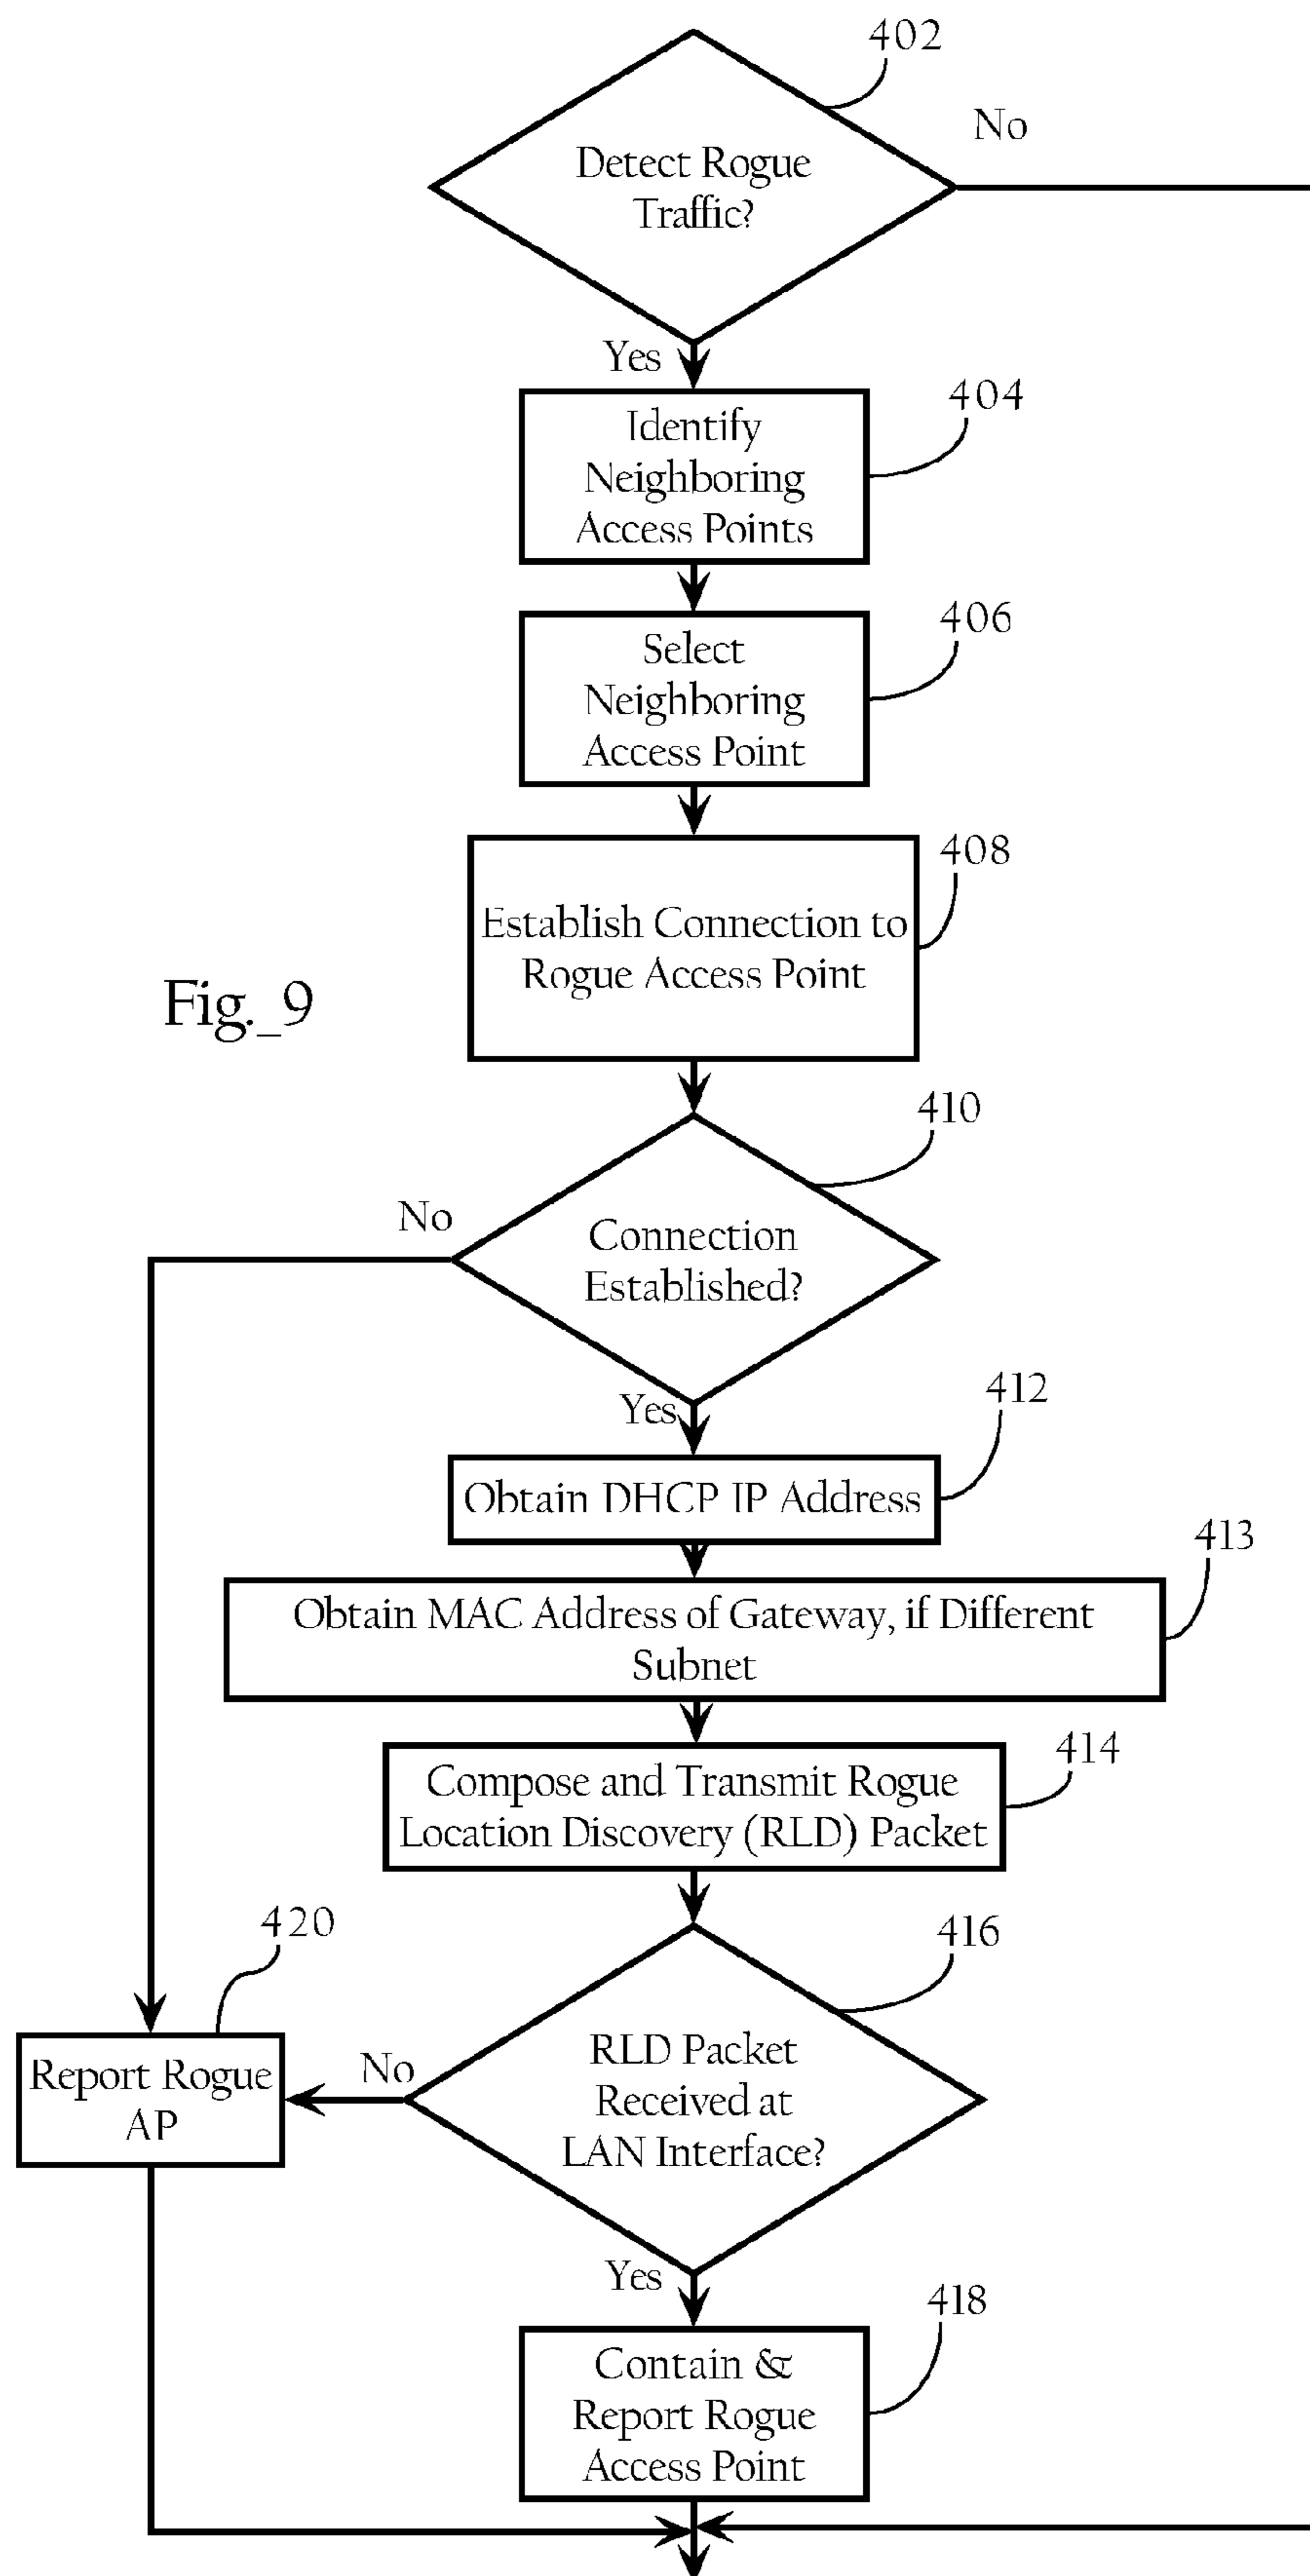 402
No
Detect Rogue
Traffic?
Yes
404
Identify
Neighboring
Access Points
406
Select
Neighboring
Access Point
408
Establish Connection to
Rogue Access Point
Fig._9
410
No
Connection
Established?
Yes
412
Obtain DHCP IP Address
413
Obtain MAC Address of Gateway, if Different
Subnet
414
Compose and Transmit Rogue
Location Discovery (RLD) Packet
420
416
Report Rogue
AP
No
RLD Packet
Received at
LAN Interface?
Yes
418
Contain &
Report Rogue
Access Point